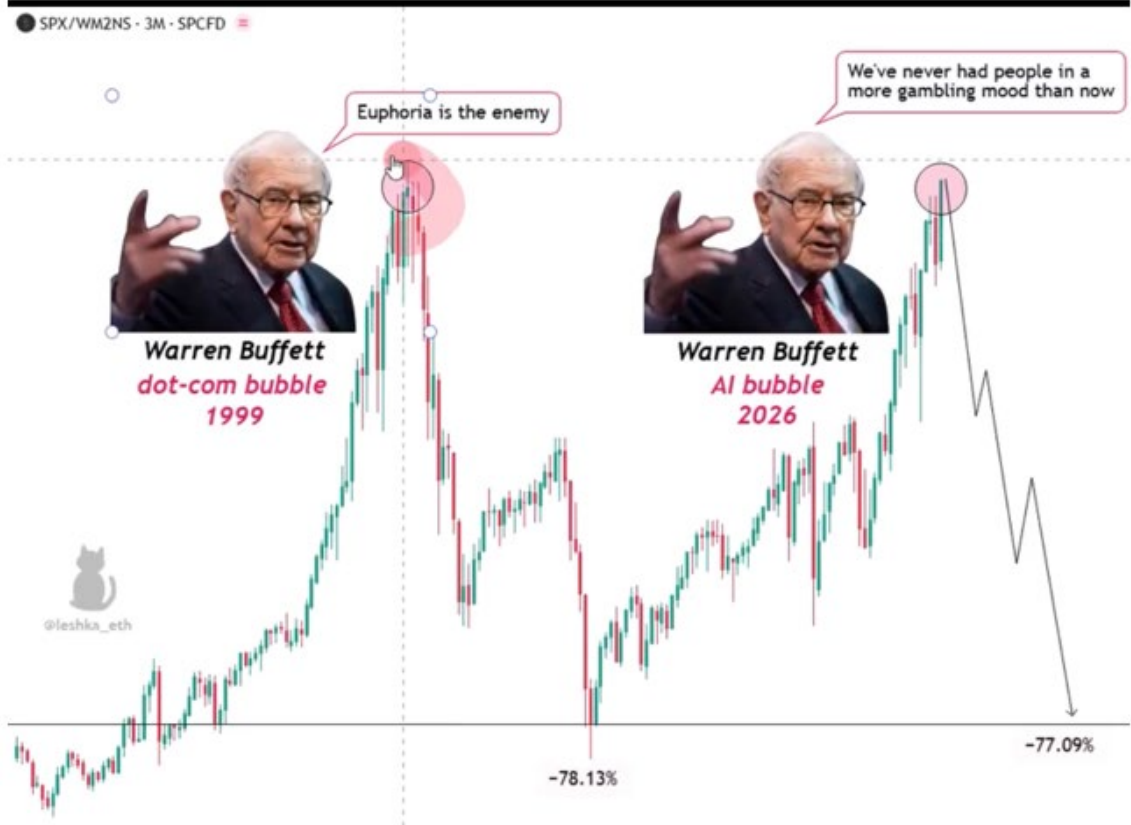 SPX/WM2NS · 3M · SPCFD
We've never had people in a
more gambling mood than now
Euphoria is the enemy
Warren Buffett
dot-com bubble
1999
Warren Buffett
AI bubble
2026
@leshka_eth
-77.09%
-78.13%